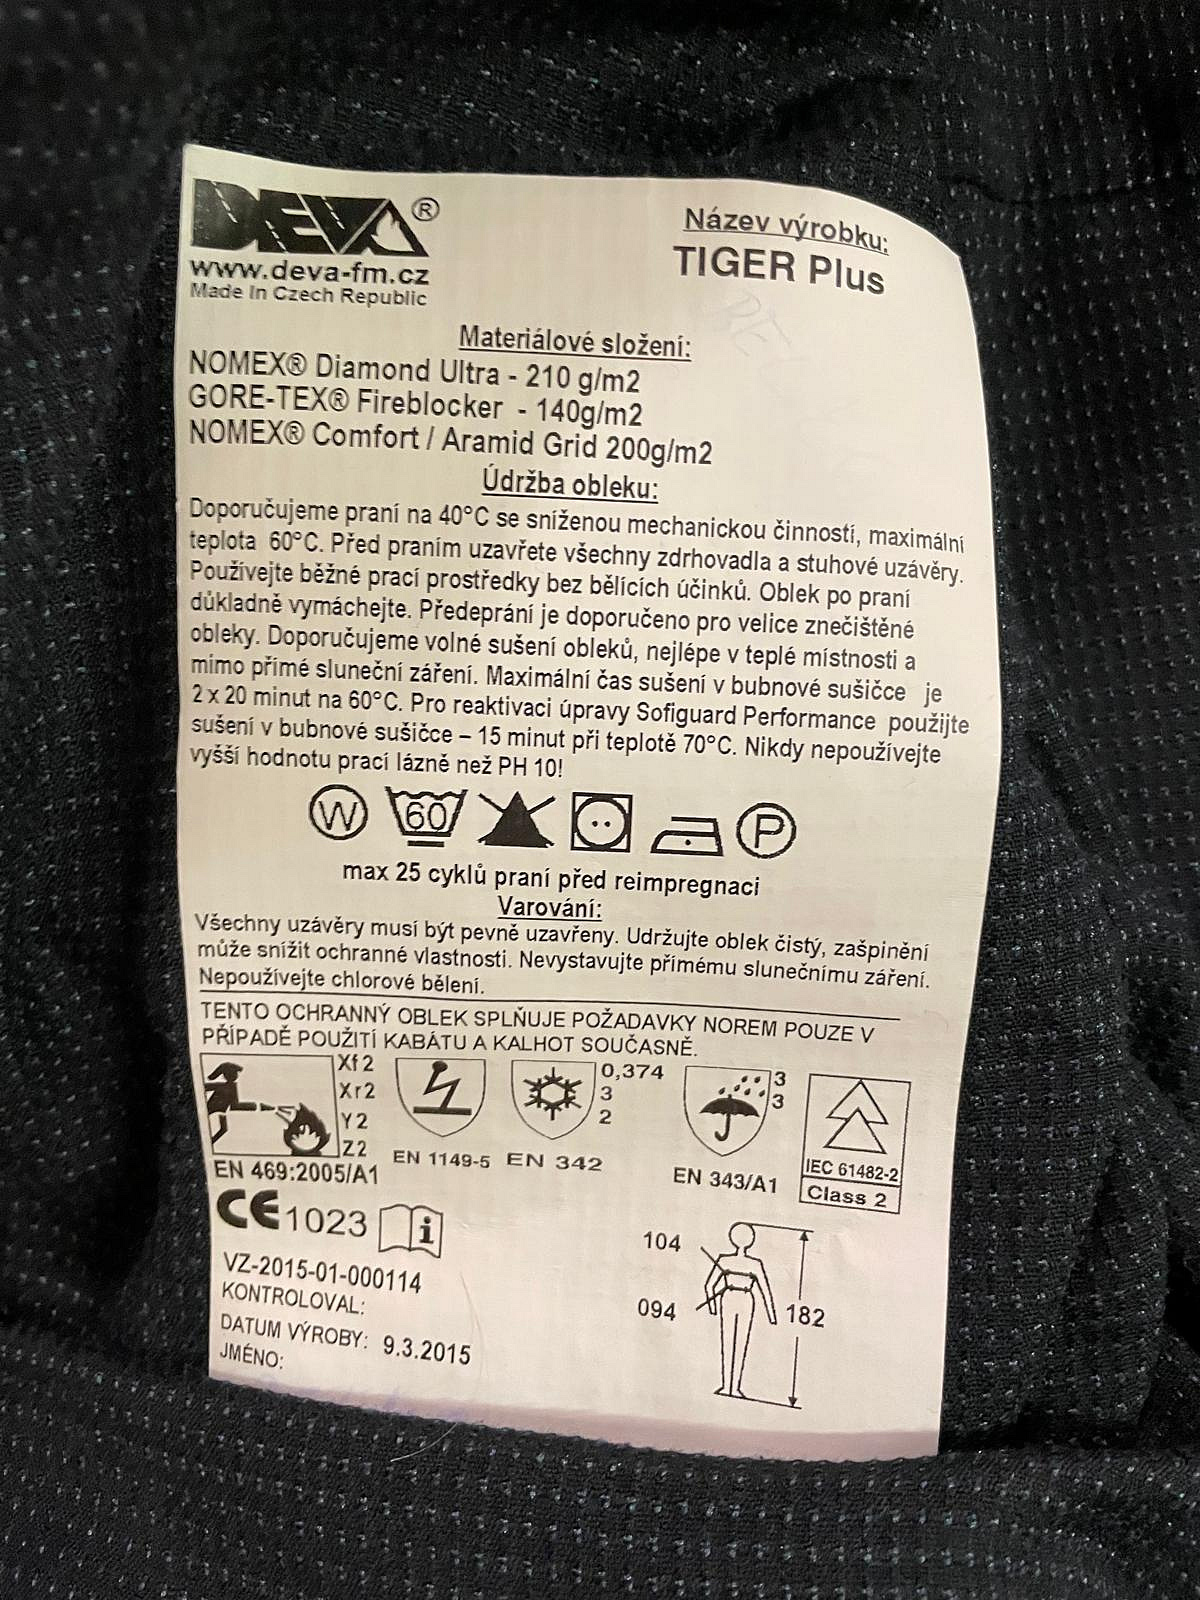 DEVA®
www.deva-fm.cz
Made In Czech Republic
Název výrobku:
TIGER Plus
Materiálové složení:
NOMEX® Diamond Ultra - 210 g/m2
GORE-TEX® Fireblocker - 140g/m2
NOMEX® Comfort / Aramid Grid 200g/m2
Údržba obleku:
Doporučujeme praní na 40°C se sníženou mechanickou činností, maximální
teplota 60°C. Před praním uzavřete všechny zdrhovadla a stuhové uzávěry.
Používejte běžné prací prostředky bez bělících účinků. Oblek po praní
důkladně vymáchejte. Předeprání je doporučeno pro velice znečištěné
obleky. Doporučujeme volné sušení obleků, nejlépe v teplé místnosti a
mimo přímé sluneční záření. Maximální čas sušení v bubnové sušičce je
2 x 20 minut na 60°C. Pro reaktivaci úpravy Sofiguard Performance použijte
sušení v bubnové sušičce – 15 minut při teplotě 70°C. Nikdy nepoužívejte
vyšší hodnotu prací lázně než PH 10!
W 60 P
max 25 cyklů praní před reimpregnaci
Varování:
Všechny uzávěry musí být pevně uzavřeny. Udržujte oblek čistý, zašpinění
může snížit ochranné vlastnosti. Nevystavujte přímému slunečnímu záření.
Nepoužívejte chlorové bělení.
TENTO OCHRANNÝ OBLEK SPLŇUJE POŽADAVKY NOREM POUZE V
PŘÍPADĚ POUŽITÍ KABÁTU A KALHOT SOUČASNĚ.
Xf2
Xr2
Y2
Z2
EN 469:2005/A1
EN 1149-5
0,374
3
2
EN 342
3
3
EN 343/A1
IEC 61482-2
Class 2
CE 1023 i
VZ-2015-01-000114
KONTROLOVAL:
DATUM VÝROBY: 9.3.2015
JMÉNO:
104
094
182